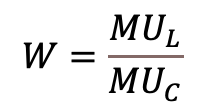 W = MU_L / MU_C